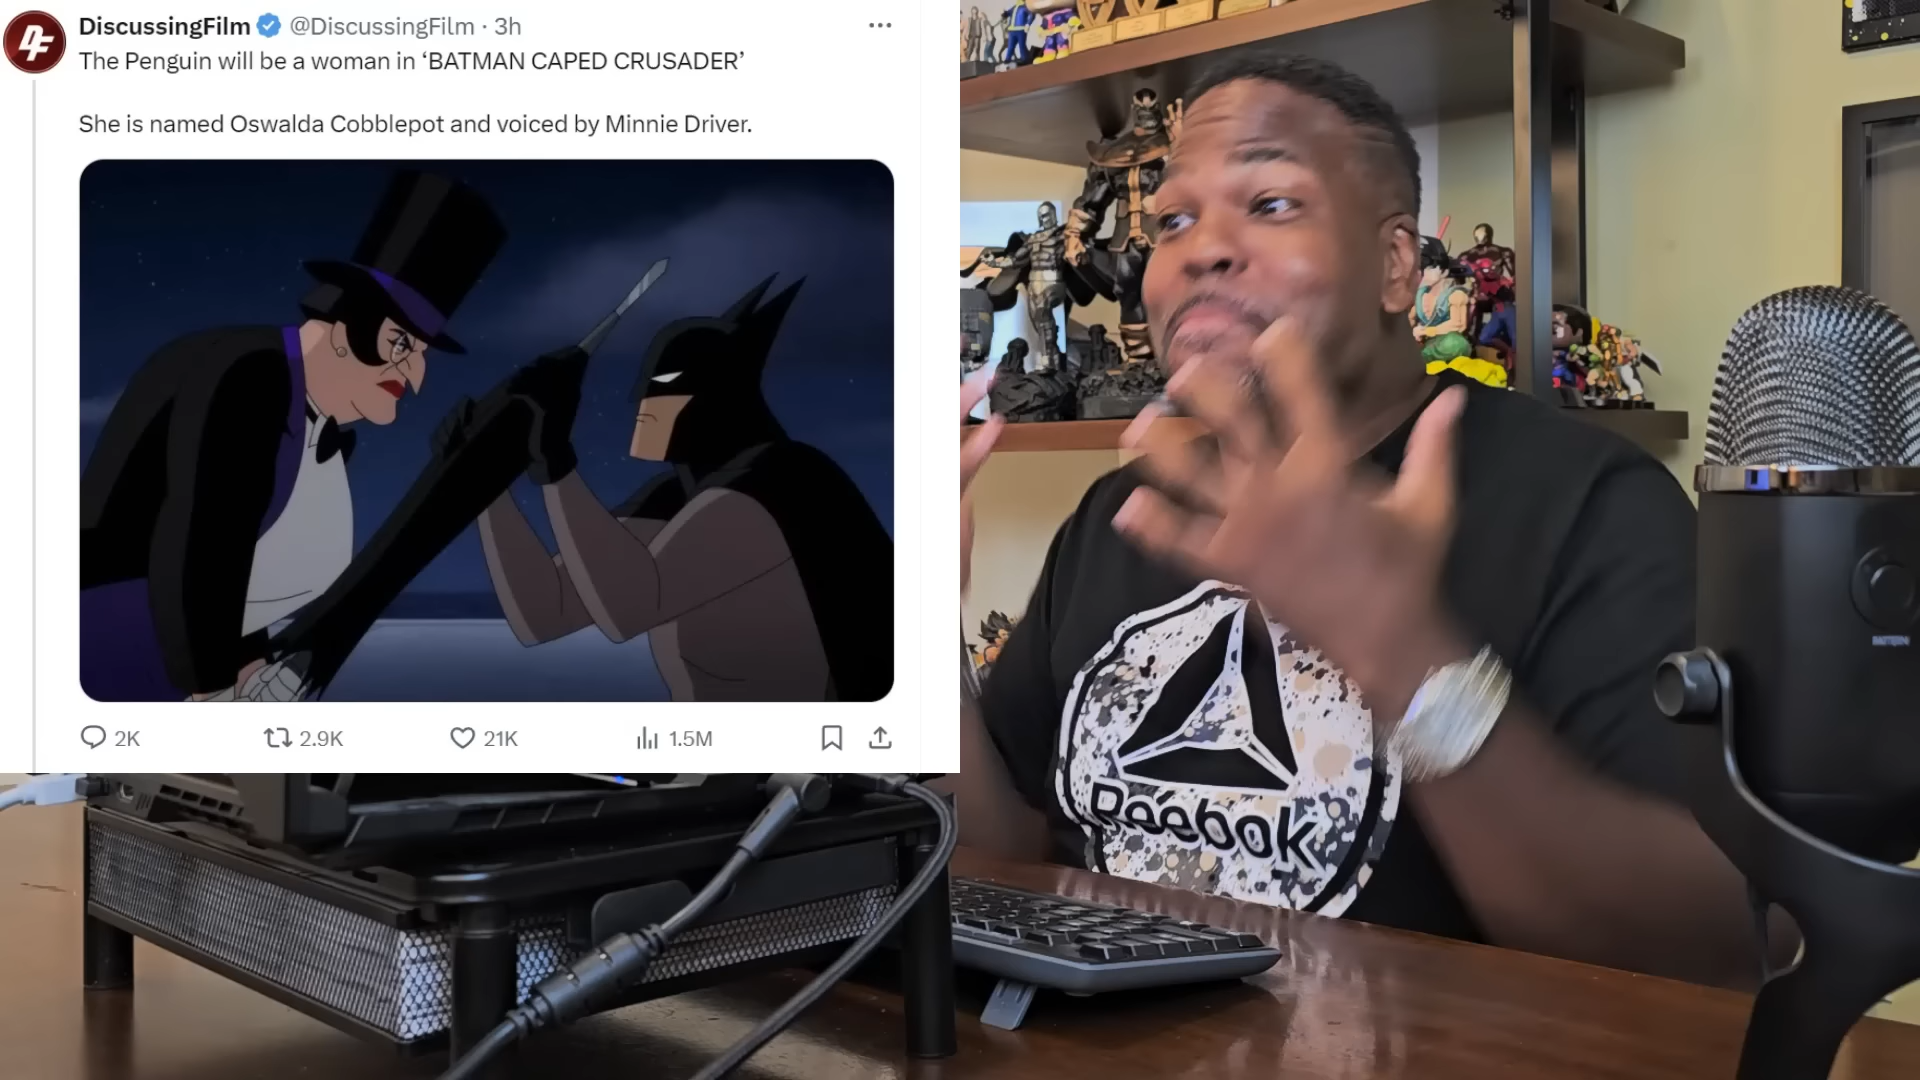 DiscussingFilm @DiscussingFilm · 3h
The Penguin will be a woman in ‘BATMAN CAPED CRUSADER’
She is named Oswalda Cobblepot and voiced by Minnie Driver.
2K 2.9K 21K 1.5M
Reebok
PATTERN